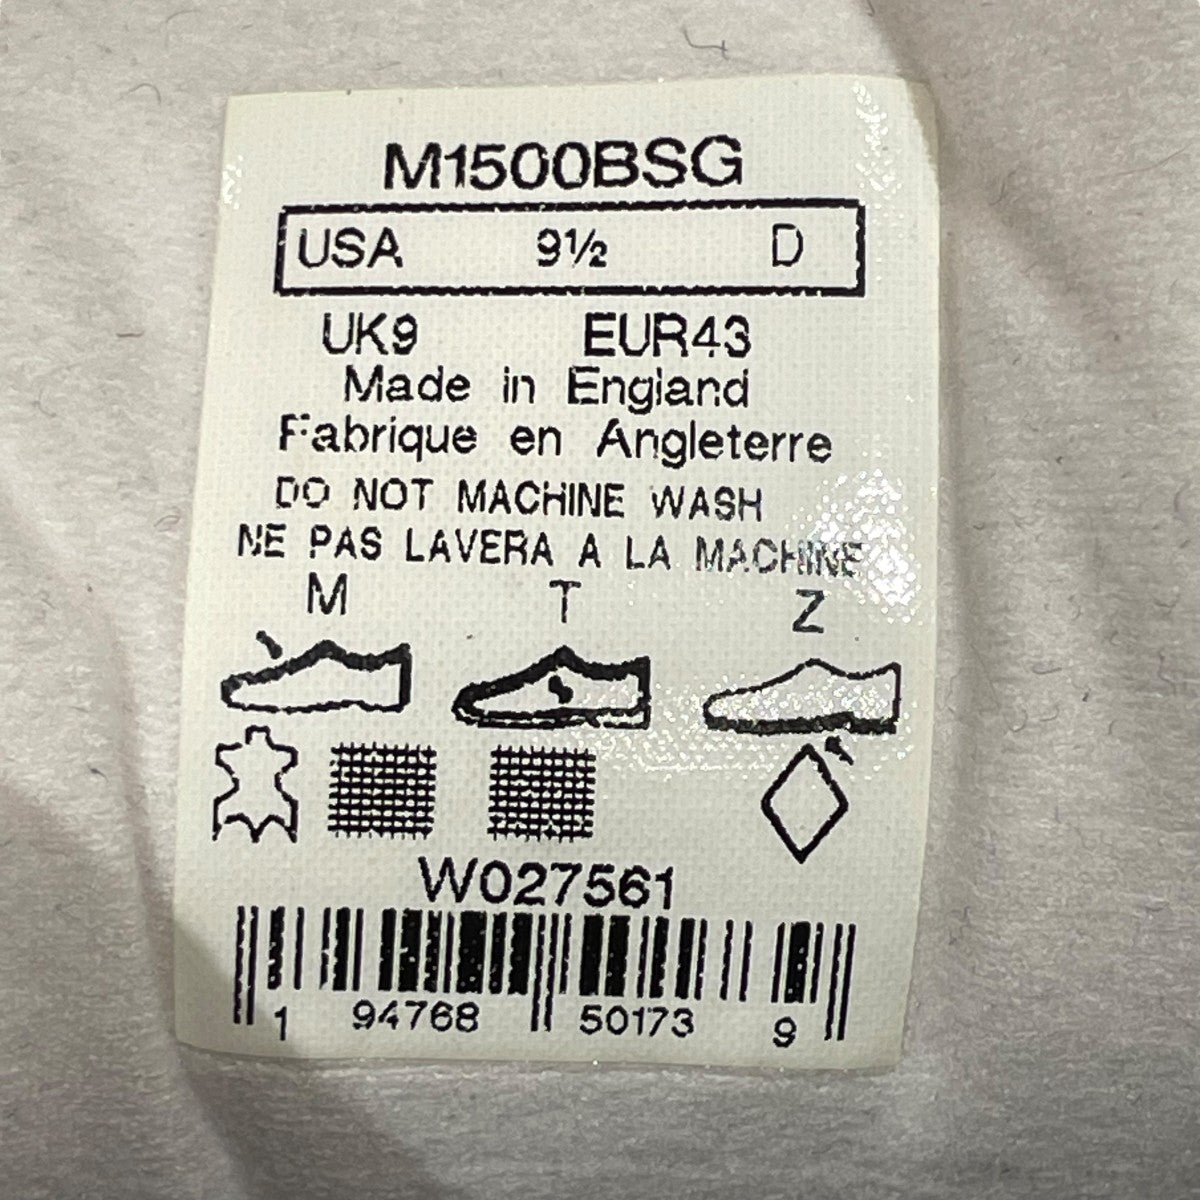 M1500BSG
USA 9½ D
UK9 EUR43
Made in England
Fabrique en Angleterre
DO NOT MACHINE WASH
NE PAS LAVERA A LA MACHINE
M T Z
W027561
1 94768 50173 9